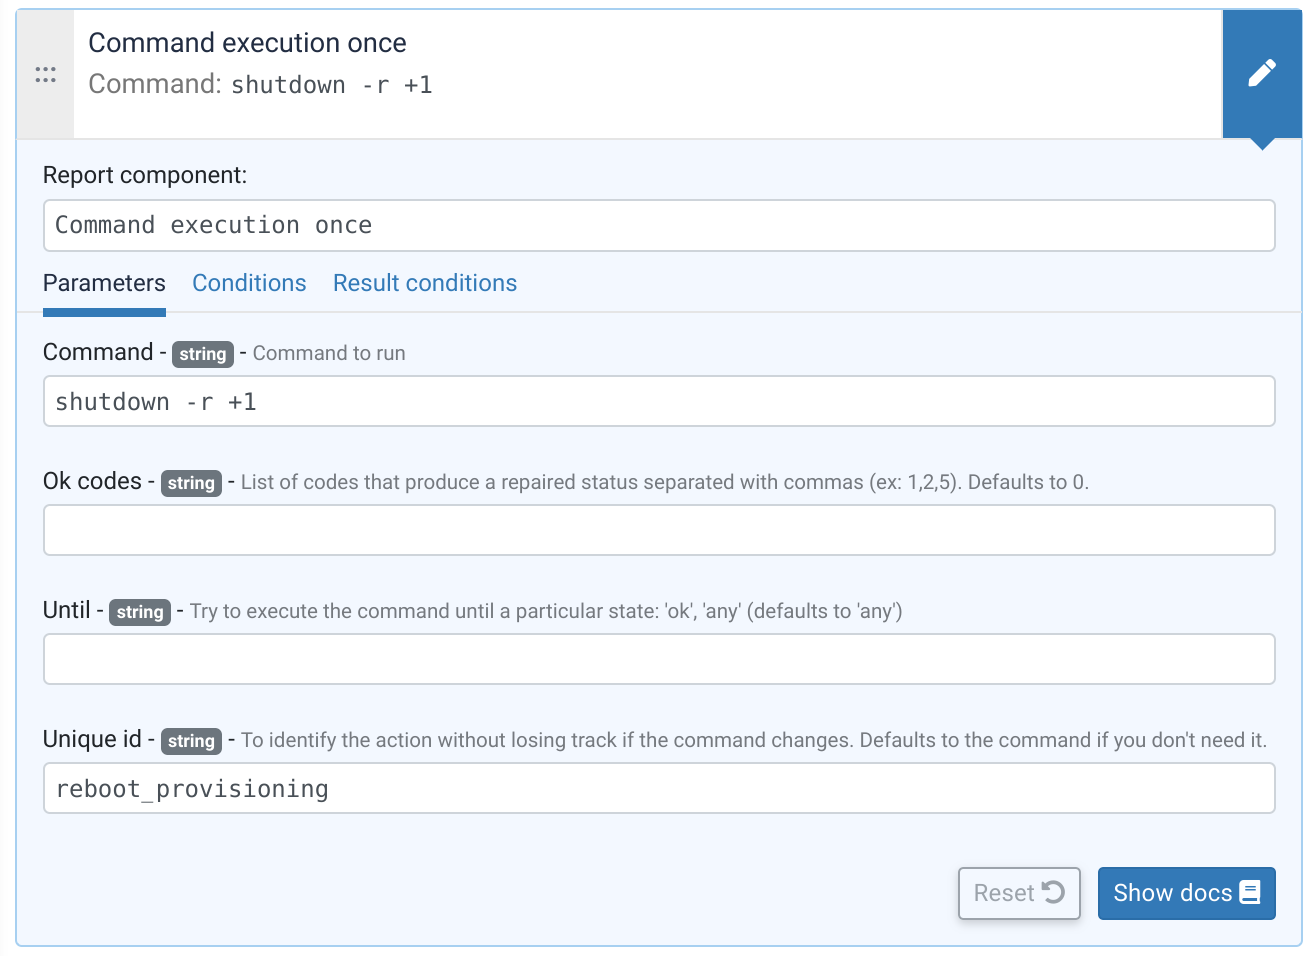 Command execution once
Command: shutdown -r +1
Report component:
Command execution once
Parameters Conditions Result conditions
Command - string - Command to run
shutdown -r +1
Ok codes - string - List of codes that produce a repaired status separated with commas (ex: 1,2,5). Defaults to 0.
Until - string - Try to execute the command until a particular state: 'ok', 'any' (defaults to 'any')
Unique id - string - To identify the action without losing track if the command changes. Defaults to the command if you don't need it.
reboot_provisioning
Reset Show docs